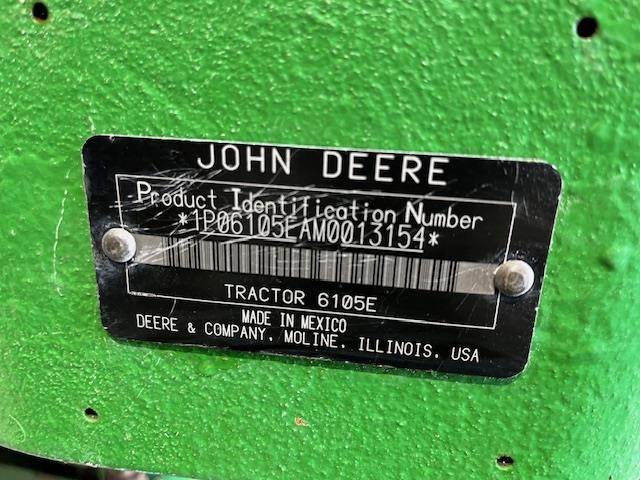 JOHN DEERE
Product Identification Number
*1P06105EAM0013154*
TRACTOR 6105E
MADE IN MEXICO
DEERE & COMPANY, MOLINE, ILLINOIS, USA